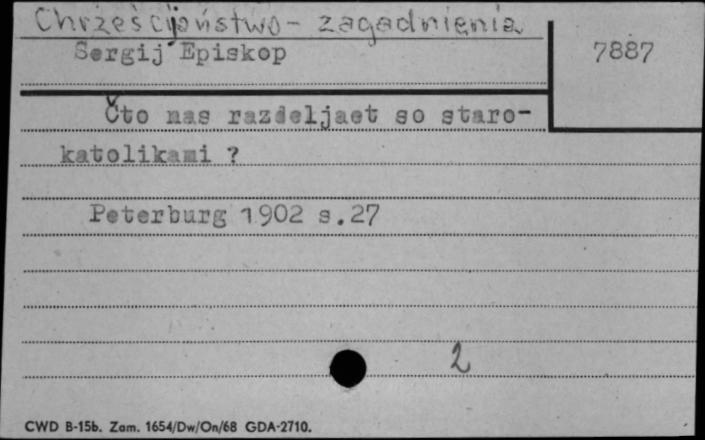 Chrześcijaństwo - zagadnienia
Sergij Episkop
7887
Čto nas razdeljaet so staro-
katolikami ?
Peterburg 1902 s.27
2
CWD B-15b. Zam. 1654/Dw/On/68 GDA-2710.